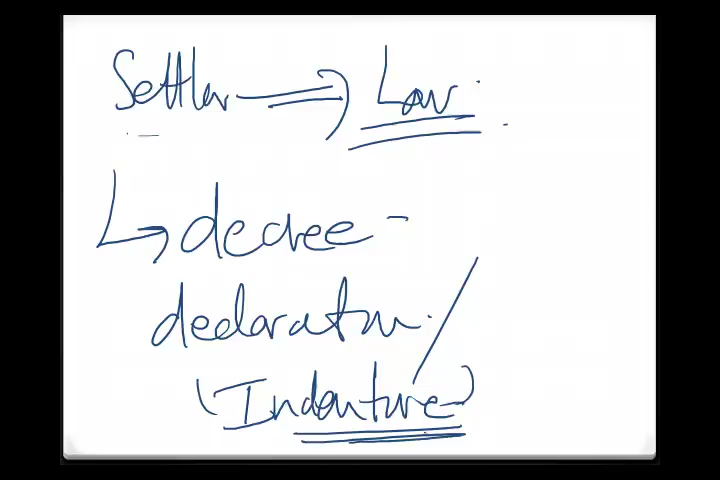 Settlor ⟹ Law
↳ decree -
declaration /
(Indenture)